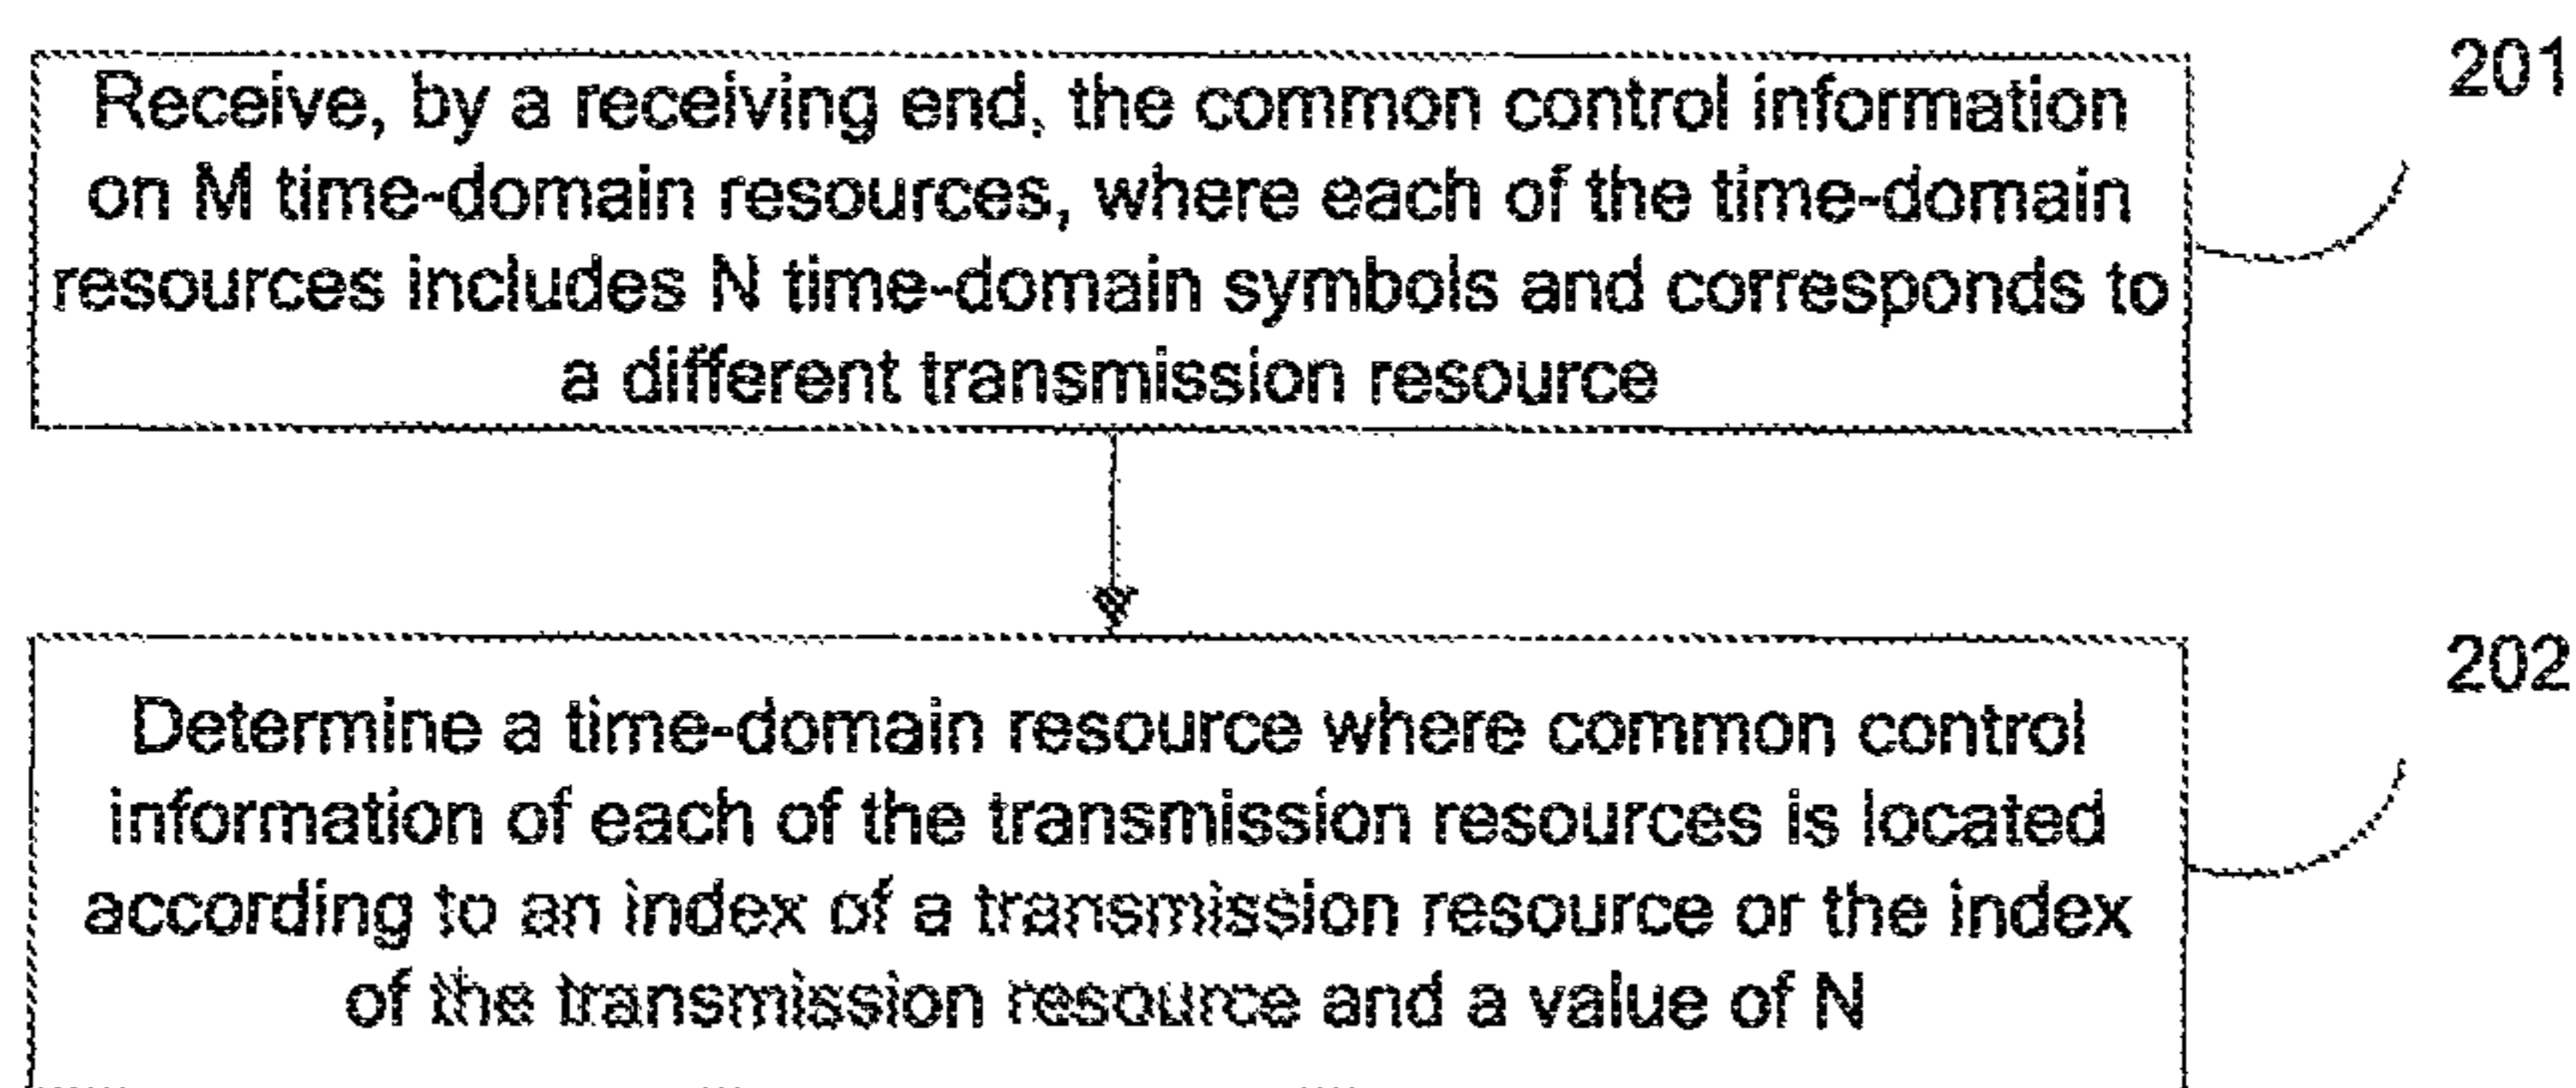 201
Receive, by a receiving end, the common control information
on M time-domain resources, where each of the time-domain
resources includes N time-domain symbols and corresponds to
a different transmission resource
202
Determine a time-domain resource where common control
information of each of the transmission resources is located
according to an index of a transmission resource or the index
of the transmission resource and a value of N